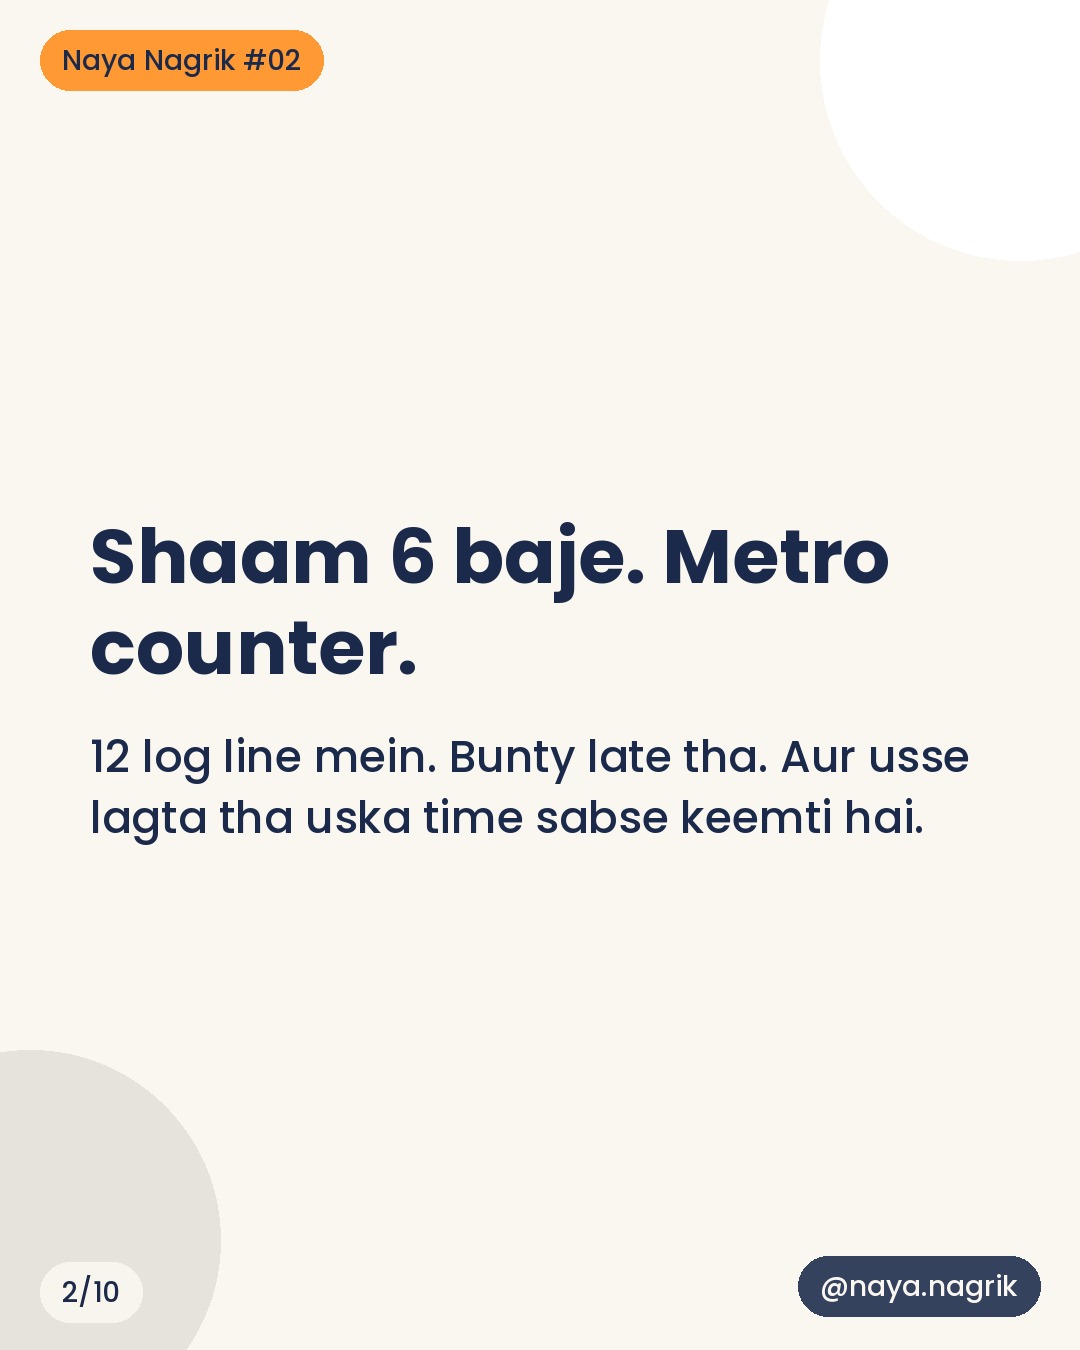 Naya Nagrik #02
Shaam 6 baje. Metro
counter.
12 log line mein. Bunty late tha. Aur usse
lagta tha uska time sabse keemti hai.
2/10
@naya.nagrik